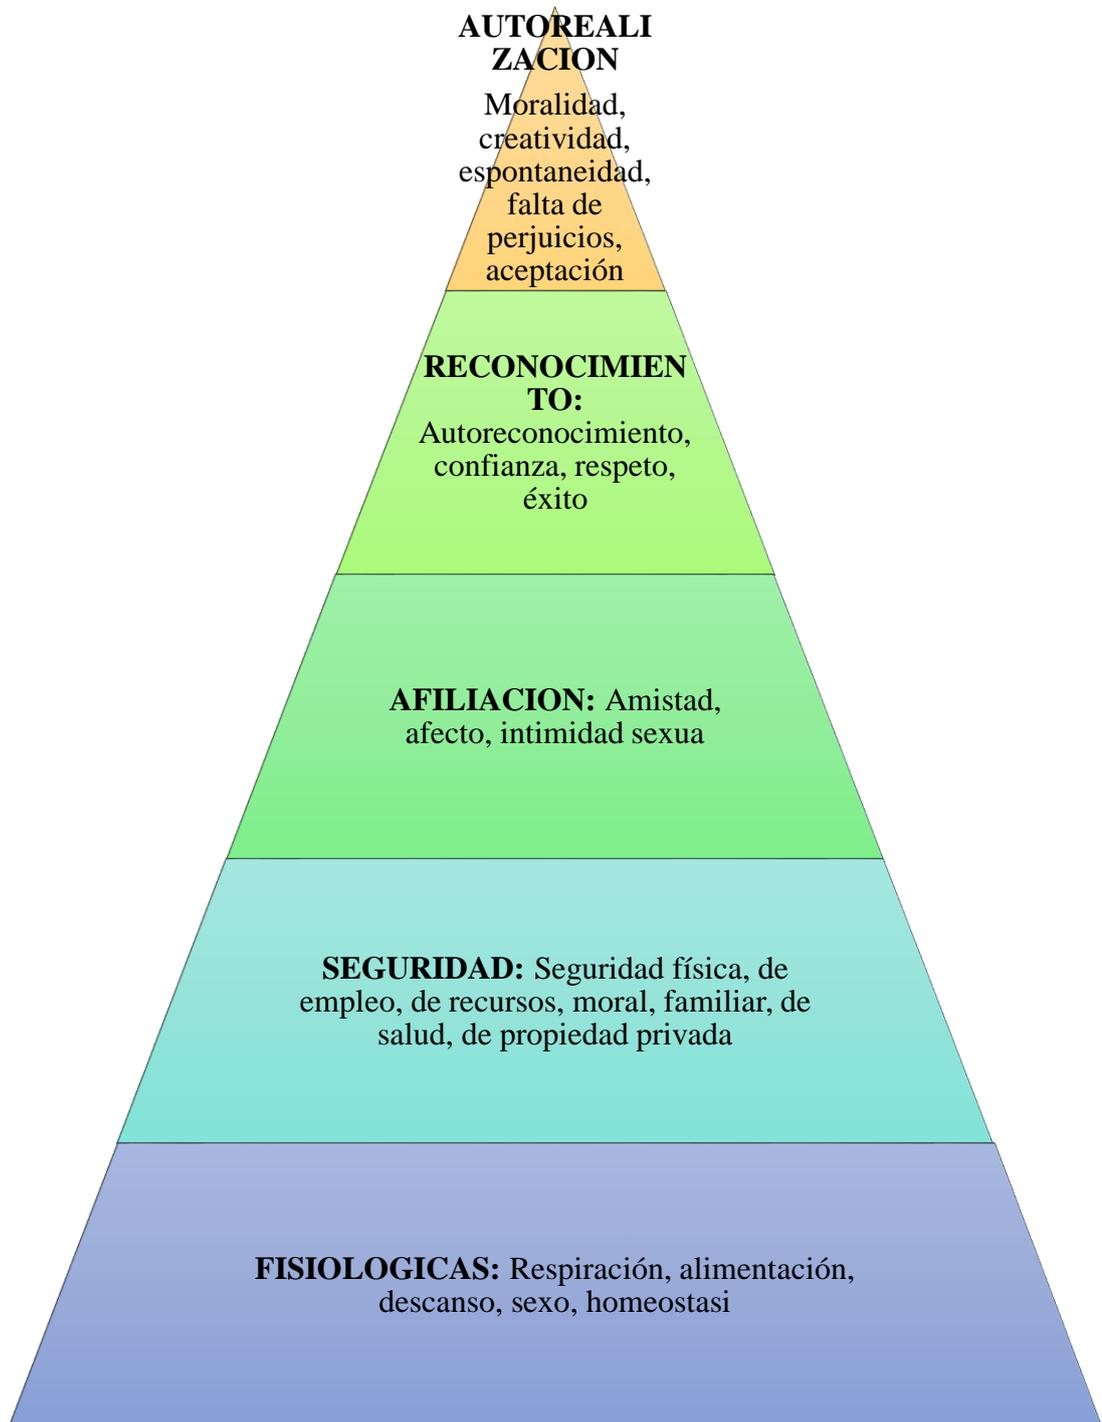 AUTOREALI
ZACION
Moralidad,
creatividad,
espontaneidad,
falta de
perjuicios,
aceptación
RECONOCIMIEN
TO:
Autoreconocimiento,
confianza, respeto,
éxito
AFILIACION: Amistad,
afecto, intimidad sexua
SEGURIDAD: Seguridad física, de
empleo, de recursos, moral, familiar, de
salud, de propiedad privada
FISIOLOGICAS: Respiración, alimentación,
descanso, sexo, homeostasi